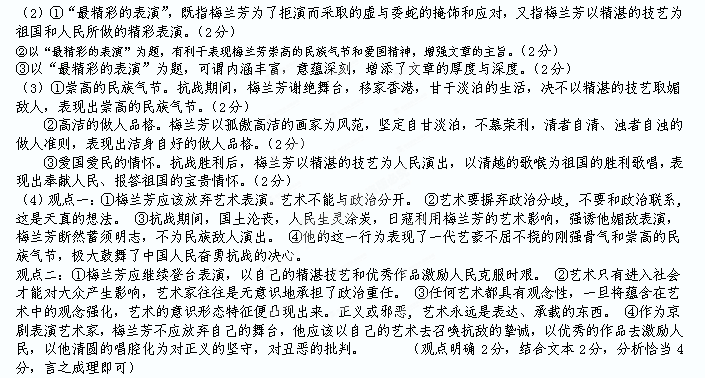 （2）①“最精彩的表演”，既指梅兰芳为了拒演而采取的虚与委蛇的掩饰和应对，又指梅兰芳以精湛的技艺为
祖国和人民所做的精彩表演。（2分）
②以“最精彩的表演”为题，有利于表现梅兰芳崇高的民族气节和爱国精神，增强文章的主旨。（2分）
③以“最精彩的表演”为题，可谓内涵丰富，意蕴深刻，增添了文章的厚度与深度。（2分）
（3）①崇高的民族气节。抗战期间，梅兰芳谢绝舞台，移家香港，甘于淡泊的生活，决不以精湛的技艺取媚
敌人，表现出崇高的民族气节。（2分）
②高洁的做人品格。梅兰芳以孤傲高洁的画家为风范，坚定自甘淡泊，不慕荣利，清者自清、浊者自浊的
做人准则，表现出洁身自好的做人品格。（2分）
③爱国爱民的情怀。抗战胜利后，梅兰芳以精湛的技艺为人民演出，以清越的歌喉为祖国的胜利歌唱，表
现出奉献人民、报答祖国的宝贵情怀。（2分）
（4）观点一：①梅兰芳应该放弃艺术表演。艺术不能与政治分开。 ②艺术要摒弃政治分歧，不要和政治联系，
这是天真的想法。 ③抗战期间，国土沦丧，人民生灵涂炭，日寇利用梅兰芳的艺术影响，强诱他媚敌表演，
梅兰芳断然蓄须明志，不为民族敌人演出。 ④他的这一行为表现了一代艺豪不屈不挠的刚强骨气和崇高的民
族气节，极大鼓舞了中国人民奋勇抗战的决心。
观点二：①梅兰芳应继续登台表演，以自己的精湛技艺和优秀作品激励人民克服时艰。 ②艺术只有进入社会
才能对大众产生影响，艺术家往往是无意识地承担了政治重任。 ③任何艺术都具有观念性，一旦将蕴含在艺
术中的观念强化，艺术的意识形态特征便凸现出来。正义或邪恶，艺术永远是表达、承载的东西。 ④作为京
剧表演艺术家，梅兰芳不应放弃自己的舞台，他应该以自己的艺术去召唤抗敌的挚诚，以优秀的作品去激励人
民，以他清圆的唱腔化为对正义的坚守，对丑恶的批判。 （观点明确2分，结合文本2分，分析恰当4
分，言之成理即可）